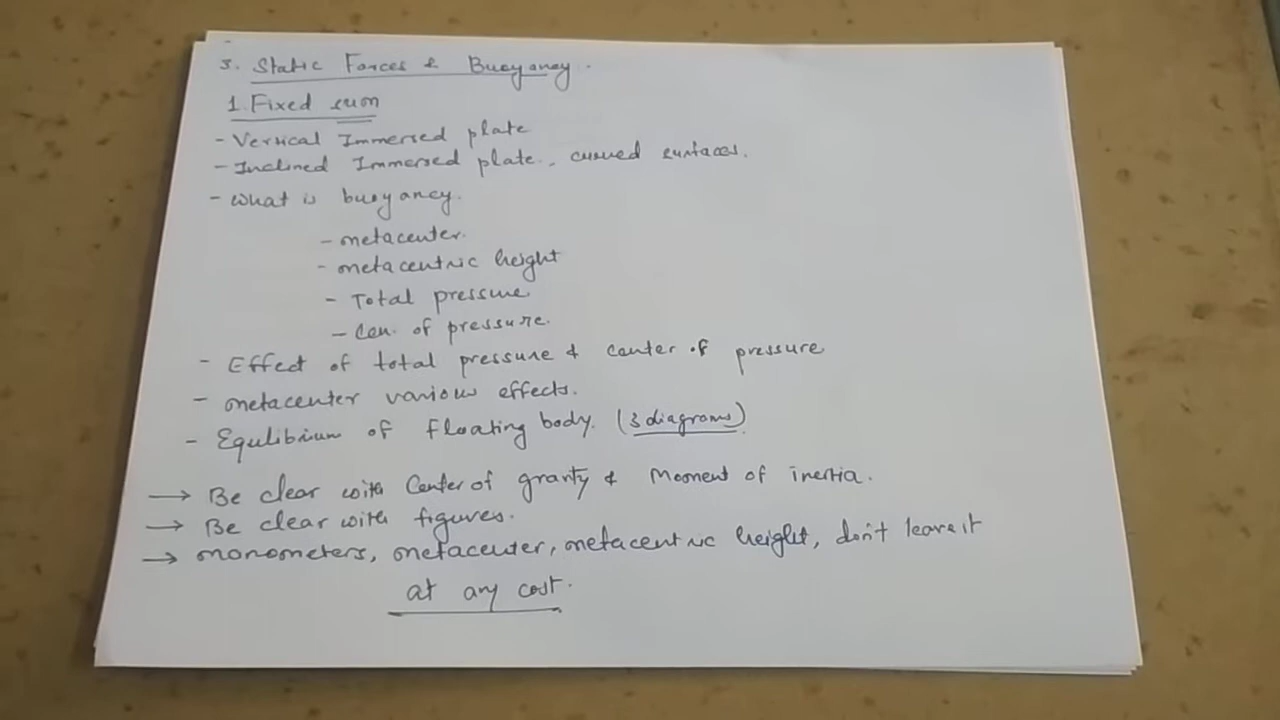 3. Static Forces & Buoyancy.
1. Fixed sum
- Vertical Immersed plate
- Inclined Immersed plate, curved surfaces.
- What is buoyancy.
- metacenter.
- metacentric height
- Total pressure
- Cen. of pressure.
- Effect of total pressure & center of pressure
- metacenter various effects.
- Equlibrium of floating body. (3 diagrams)
→ Be clear with Center of gravity & Moment of inertia.
→ Be clear with figures.
→ monometers, metacenter, metacentric height, don't leave it
at any cost.